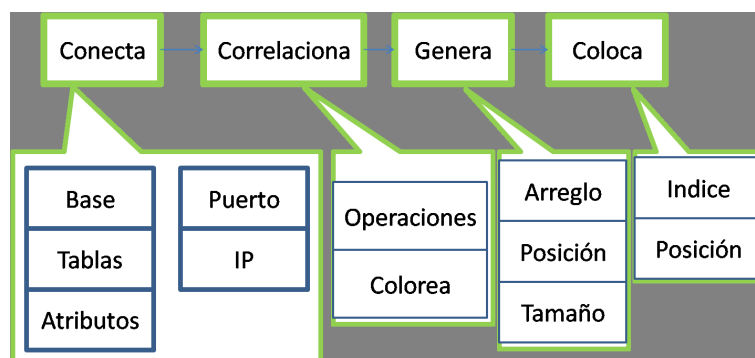 Conecta
Correlaciona
Genera
Coloca
Base
Tablas
Atributos
Puerto
IP
Operaciones
Colorea
Arreglo
Posición
Tamaño
Indice
Posición